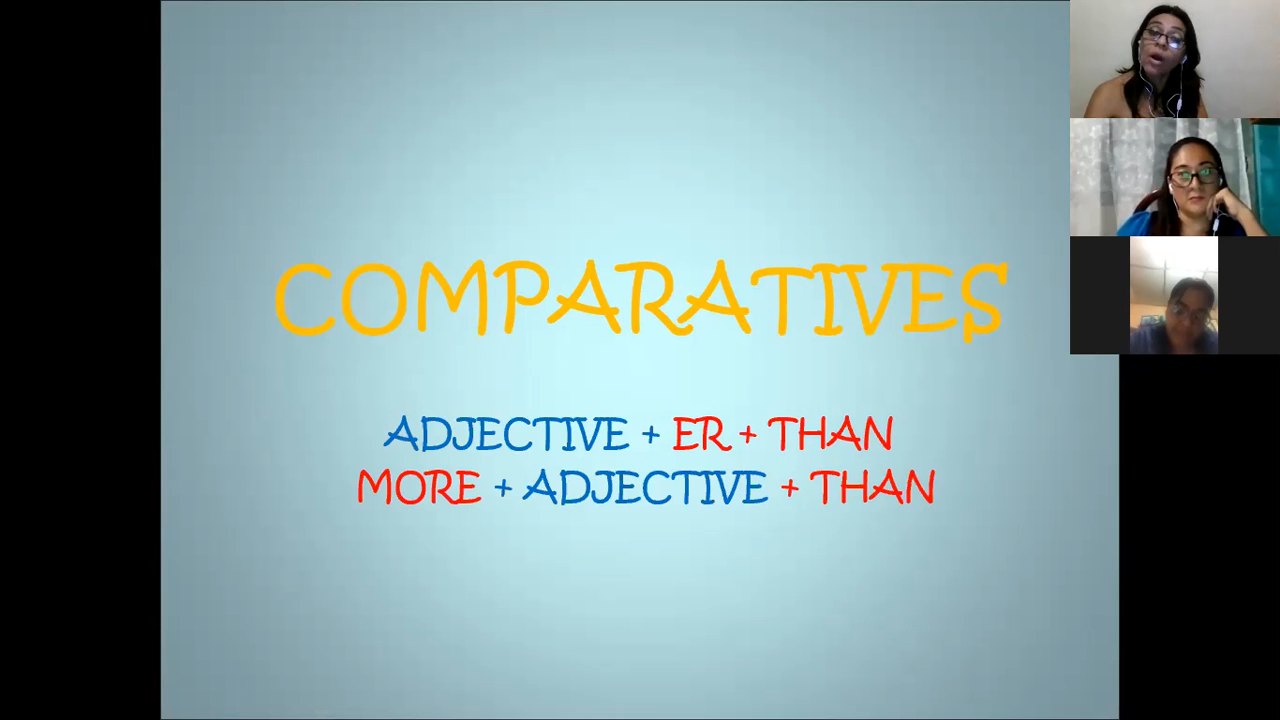 COMPARATIVES
ADJECTIVE + ER + THAN
MORE + ADJECTIVE + THAN